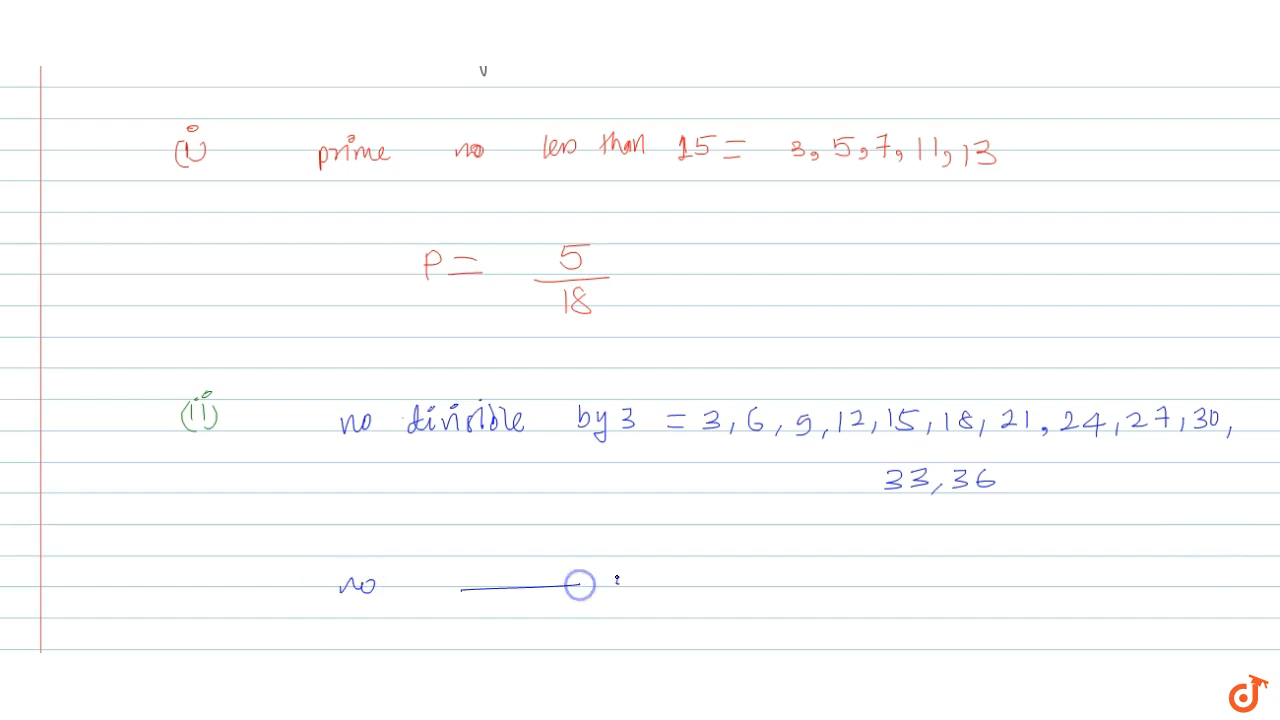 (i) prime no less than 15 = 3, 5, 7, 11, 13
P = 5/18
(ii) no divisible by 3 = 3, 6, 9, 12, 15, 18, 21, 24, 27, 30,
33, 36
no